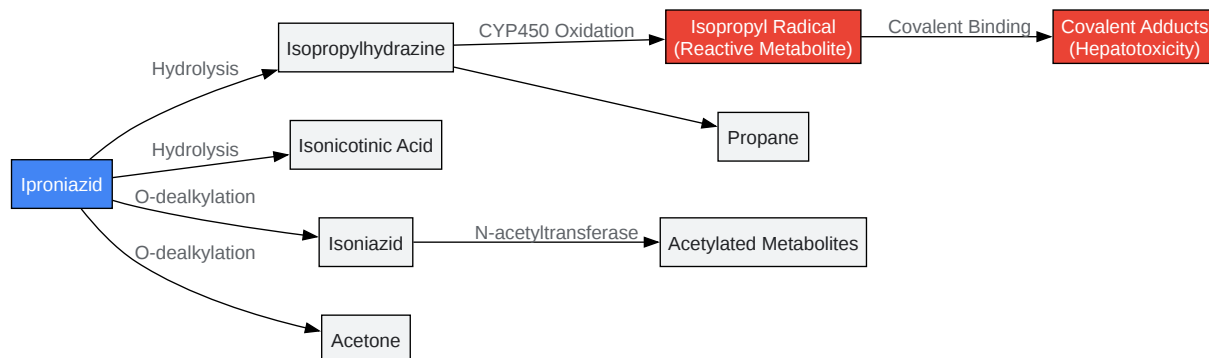 Isopropylhydrazine
CYP450 Oxidation
Isopropyl Radical
(Reactive Metabolite)
Covalent Binding
Covalent Adducts
(Hepatotoxicity)
Hydrolysis
Propane
Isonicotinic Acid
Hydrolysis
Iproniazid
O-dealkylation
Isoniazid
N-acetyltransferase
Acetylated Metabolites
O-dealkylation
Acetone